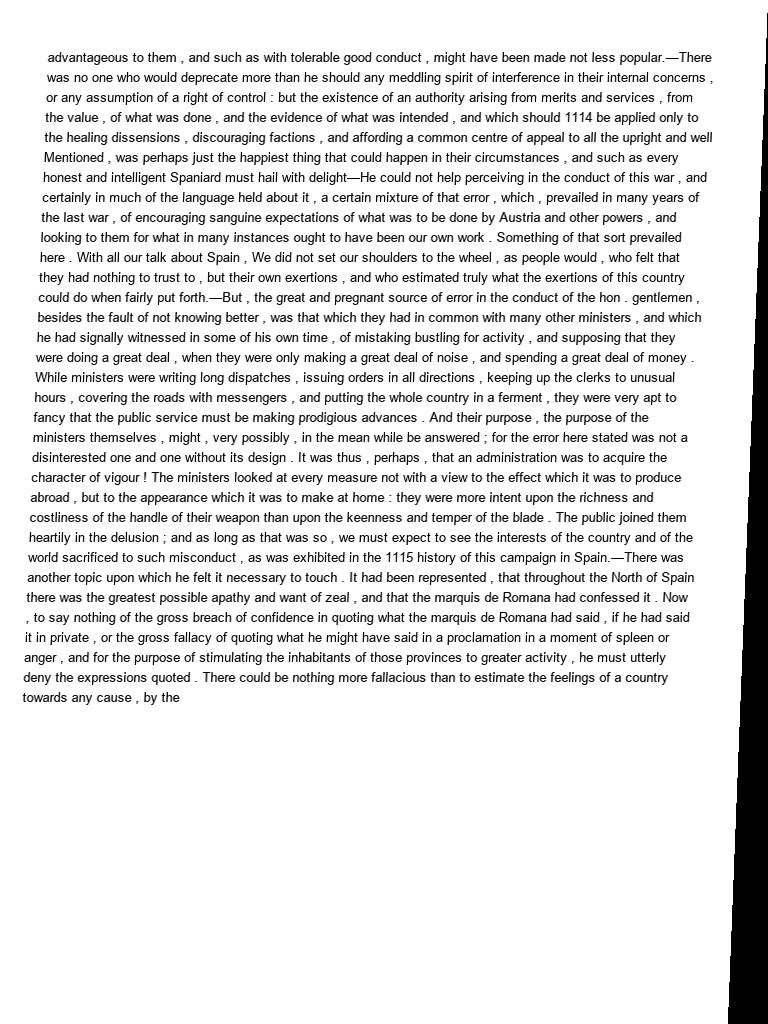 advantageous to them , and such as with tolerable good conduct , might have been made not less popular.—There
was no one who would deprecate more than he should any meddling spirit of interference in their internal concerns ,
or any assumption of a right of control : but the existence of an authority arising from merits and services , from
the value , of what was done , and the evidence of what was intended , and which should 1114 be applied only to
the healing dissensions , discouraging factions , and affording a common centre of appeal to all the upright and well
Mentioned , was perhaps just the happiest thing that could happen in their circumstances , and such as every
honest and intelligent Spaniard must hail with delight—He could not help perceiving in the conduct of this war , and
certainly in much of the language held about it , a certain mixture of that error , which , prevailed in many years of
the last war , of encouraging sanguine expectations of what was to be done by Austria and other powers , and
looking to them for what in many instances ought to have been our own work . Something of that sort prevailed
here . With all our talk about Spain , We did not set our shoulders to the wheel , as people would , who felt that
they had nothing to trust to , but their own exertions , and who estimated truly what the exertions of this country
could do when fairly put forth.—But , the great and pregnant source of error in the conduct of the hon . gentlemen ,
besides the fault of not knowing better , was that which they had in common with many other ministers , and which
he had signally witnessed in some of his own time , of mistaking bustling for activity , and supposing that they
were doing a great deal , when they were only making a great deal of noise , and spending a great deal of money .
While ministers were writing long dispatches , issuing orders in all directions , keeping up the clerks to unusual
hours , covering the roads with messengers , and putting the whole country in a ferment , they were very apt to
fancy that the public service must be making prodigious advances . And their purpose , the purpose of the
ministers themselves , might , very possibly , in the mean while be answered ; for the error here stated was not a
disinterested one and one without its design . It was thus , perhaps , that an administration was to acquire the
character of vigour ! The ministers looked at every measure not with a view to the effect which it was to produce
abroad , but to the appearance which it was to make at home : they were more intent upon the richness and
costliness of the handle of their weapon than upon the keenness and temper of the blade . The public joined them
heartily in the delusion ; and as long as that was so , we must expect to see the interests of the country and of the
world sacrificed to such misconduct , as was exhibited in the 1115 history of this campaign in Spain.—There was
another topic upon which he felt it necessary to touch . It had been represented , that throughout the North of Spain
there was the greatest possible apathy and want of zeal , and that the marquis de Romana had confessed it . Now
, to say nothing of the gross breach of confidence in quoting what the marquis de Romana had said , if he had said
it in private , or the gross fallacy of quoting what he might have said in a proclamation in a moment of spleen or
anger , and for the purpose of stimulating the inhabitants of those provinces to greater activity , he must utterly
deny the expressions quoted . There could be nothing more fallacious than to estimate the feelings of a country
towards any cause , by the